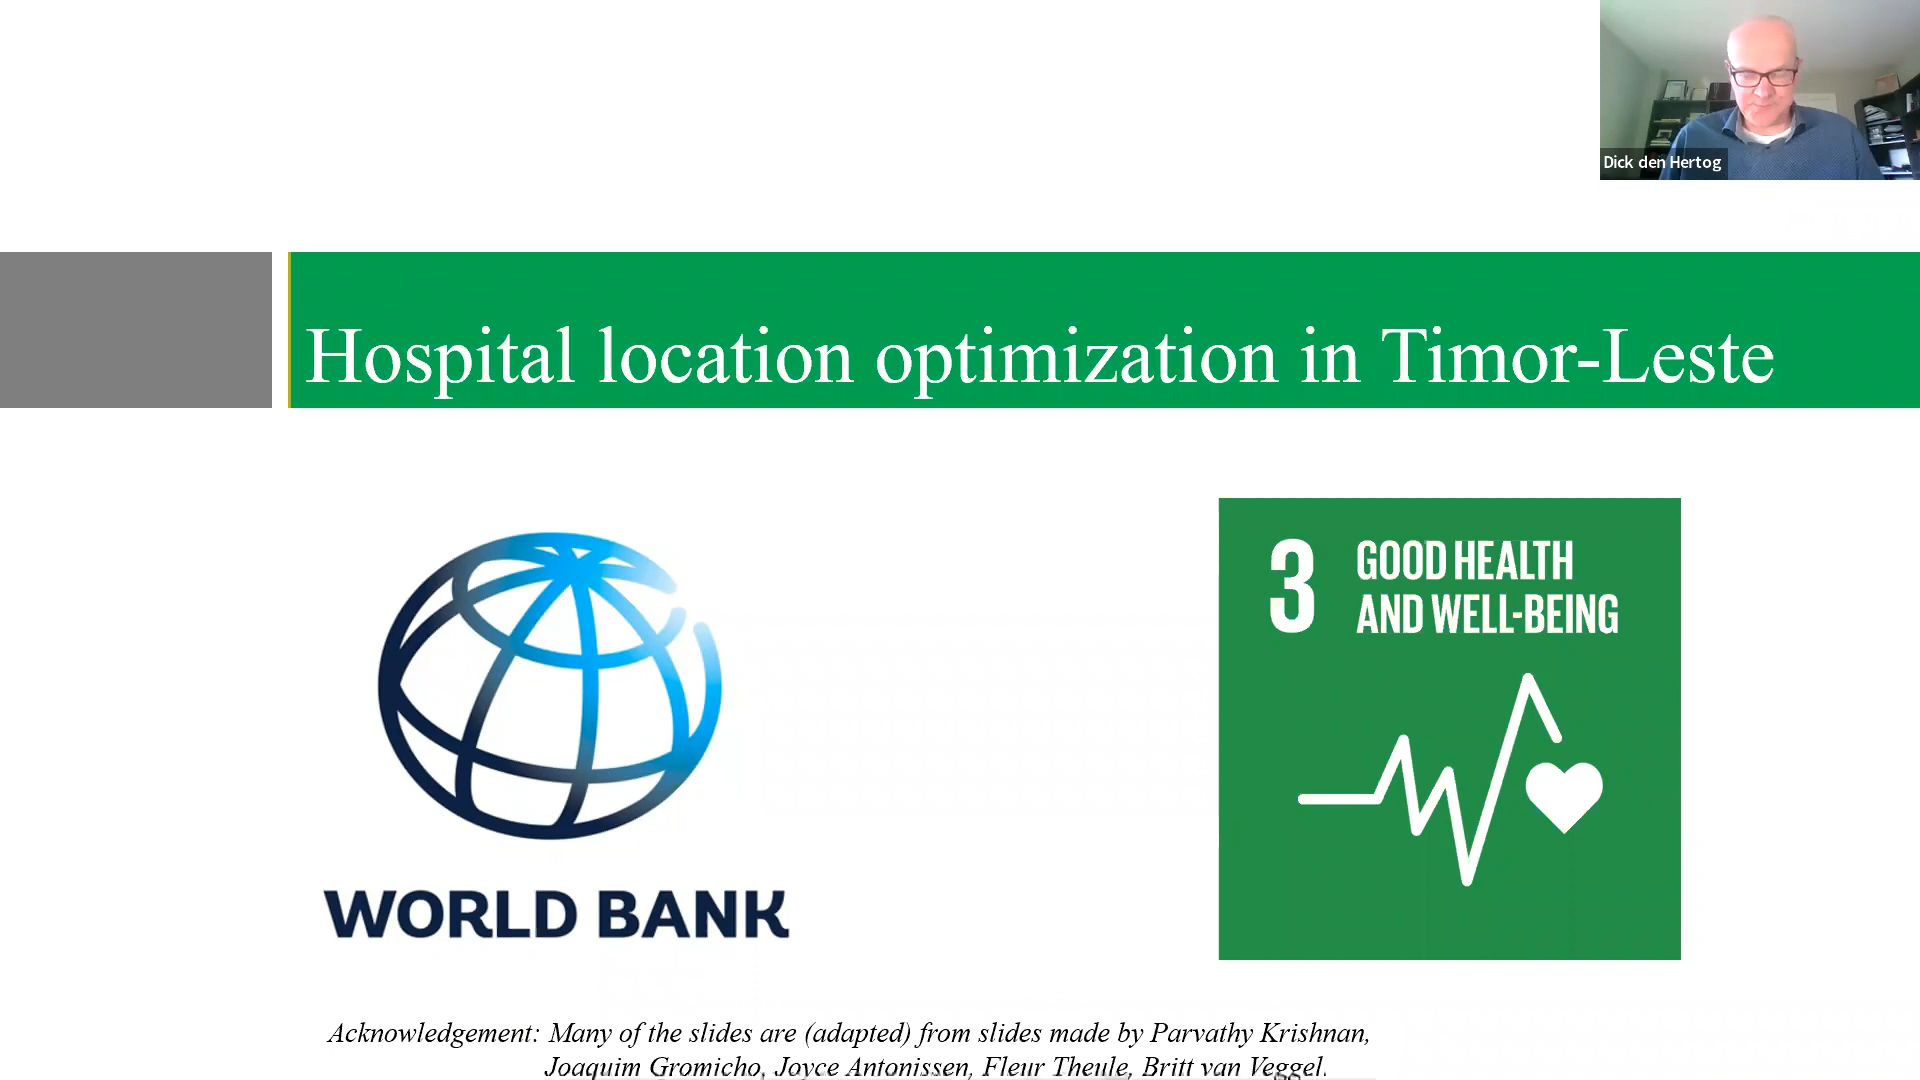 Dick den Hertog
Hospital location optimization in Timor-Leste
3 GOOD HEALTH
AND WELL-BEING
WORLD BANK
Acknowledgement: Many of the slides are (adapted) from slides made by Parvathy Krishnan,
Joaquim Gromicho, Joyce Antonissen, Fleur Theule, Britt van Veggel.